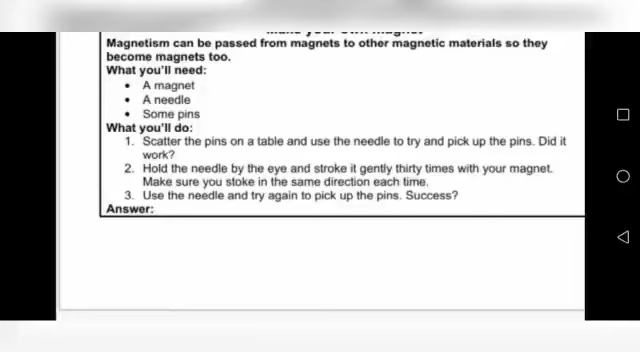 Make your own magnet
Magnetism can be passed from magnets to other magnetic materials so they
become magnets too.
What you'll need:
• A magnet
• A needle
• Some pins
What you'll do:
1. Scatter the pins on a table and use the needle to try and pick up the pins. Did it
work?
2. Hold the needle by the eye and stroke it gently thirty times with your magnet.
Make sure you stoke in the same direction each time.
3. Use the needle and try again to pick up the pins. Success?
Answer: